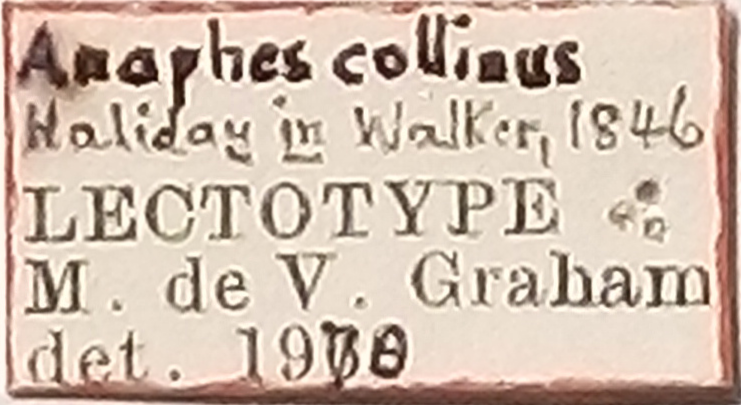 Anaphes collinus
Haliday in Walker, 1846
LECTOTYPE
M. de V. Graham
det.